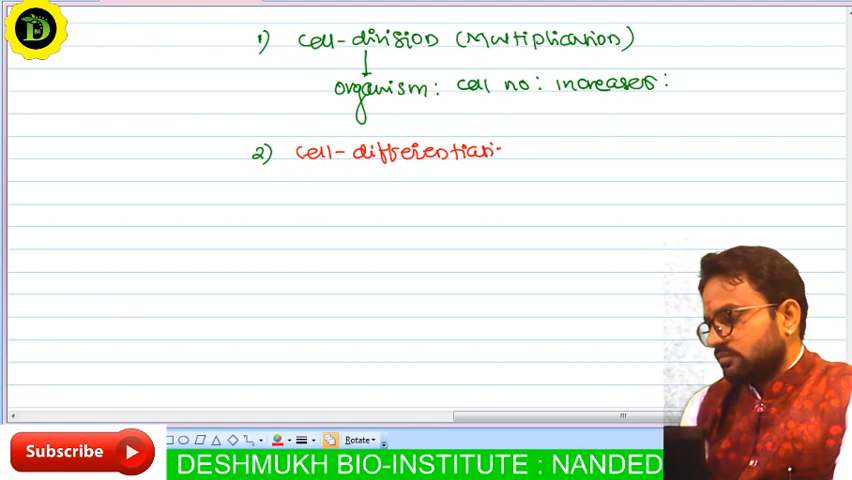 1) cell-division (Multiplication)
organism: cell no: increases:
2) cell-differentiati
Rotate
Subscribe
DESHMUKH BIO-INSTITUTE : NANDED